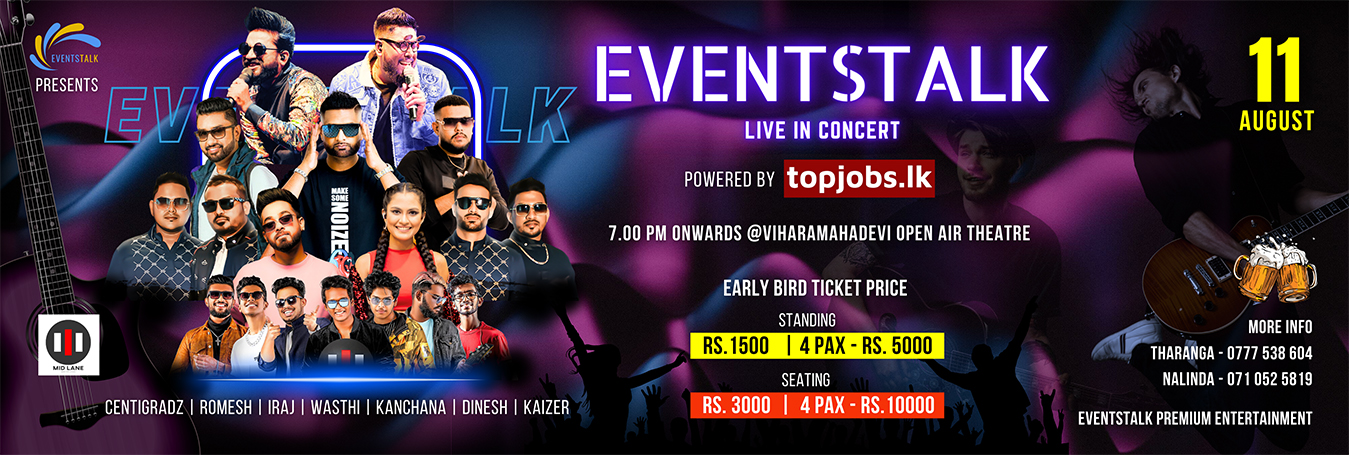 EVENTSTALK
PRESENTS
EVENTSTALK
LIVE IN CONCERT
POWERED BY topjobs.lk
7.00 PM ONWARDS @VIHARAMAHADEVI OPEN AIR THEATRE
EARLY BIRD TICKET PRICE
STANDING
RS.1500 | 4 PAX - RS. 5000
SEATING
RS. 3000 | 4 PAX - RS.10000
11
AUGUST
MORE INFO
THARANGA - 0777 538 604
NALINDA - 071 052 5819
EVENTSTALK PREMIUM ENTERTAINMENT
MAKE
SOME
NOIZE
MID LANE
CENTIGRADZ | ROMESH | IRAJ | WASTHI | KANCHANA | DINESH | KAIZER